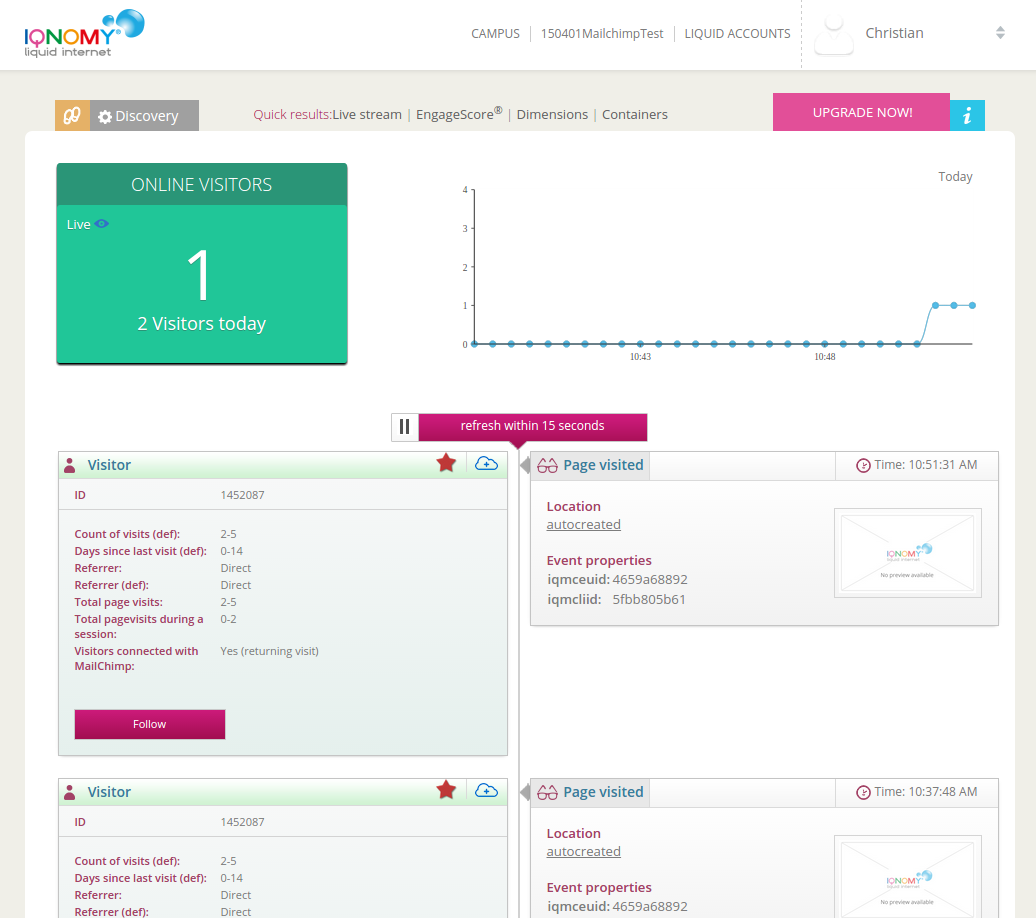 IQNOMY
liquid internet
CAMPUS
150401MailchimpTest
LIQUID ACCOUNTS
Christian
Discovery
Quick results:Live stream | EngageScore® | Dimensions | Containers
UPGRADE NOW!
i
ONLINE VISITORS
Live
1
2 Visitors today
Today
4
3
2
1
0
10:43
10:48
refresh within 15 seconds
Visitor
ID 1452087
Count of visits (def): 2-5
Days since last visit (def): 0-14
Referrer: Direct
Referrer (def): Direct
Total page visits: 2-5
Total pagevisits during a 0-2
session:
Visitors connected with Yes (returning visit)
MailChimp:
Follow
Page visited
Time: 10:51:31 AM
Location
autocreated
Event properties
iqmceuid: 4659a68892
iqmcliid: 5fbb805b61
IQNOMY
liquid internet
No preview available
Visitor
ID 1452087
Count of visits (def): 2-5
Days since last visit (def): 0-14
Referrer: Direct
Referrer (def): Direct
Page visited
Time: 10:37:48 AM
Location
autocreated
Event properties
iqmceuid: 4659a68892
IQNOMY
liquid internet
No preview available